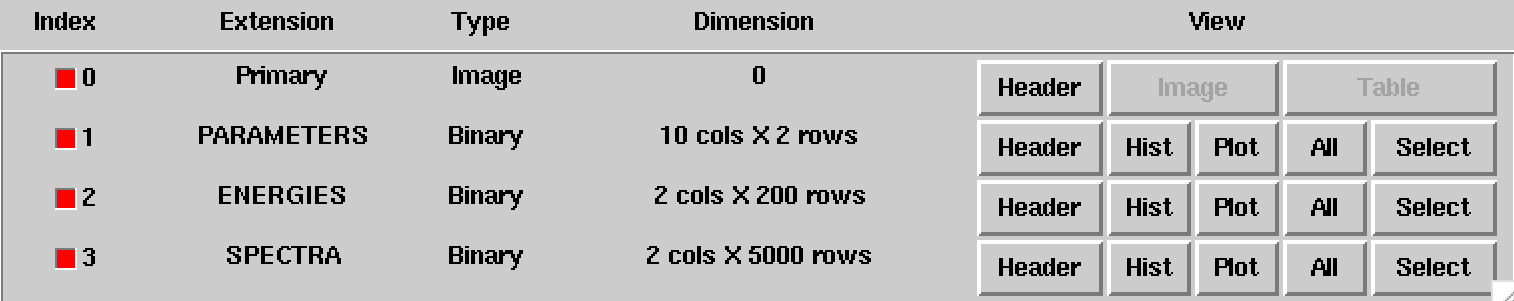 Index Extension Type Dimension View
0 Primary Image 0 Header Image Table
1 PARAMETERS Binary 10 cols X 2 rows Header Hist Plot All Select
2 ENERGIES Binary 2 cols X 200 rows Header Hist Plot All Select
3 SPECTRA Binary 2 cols X 5000 rows Header Hist Plot All Select